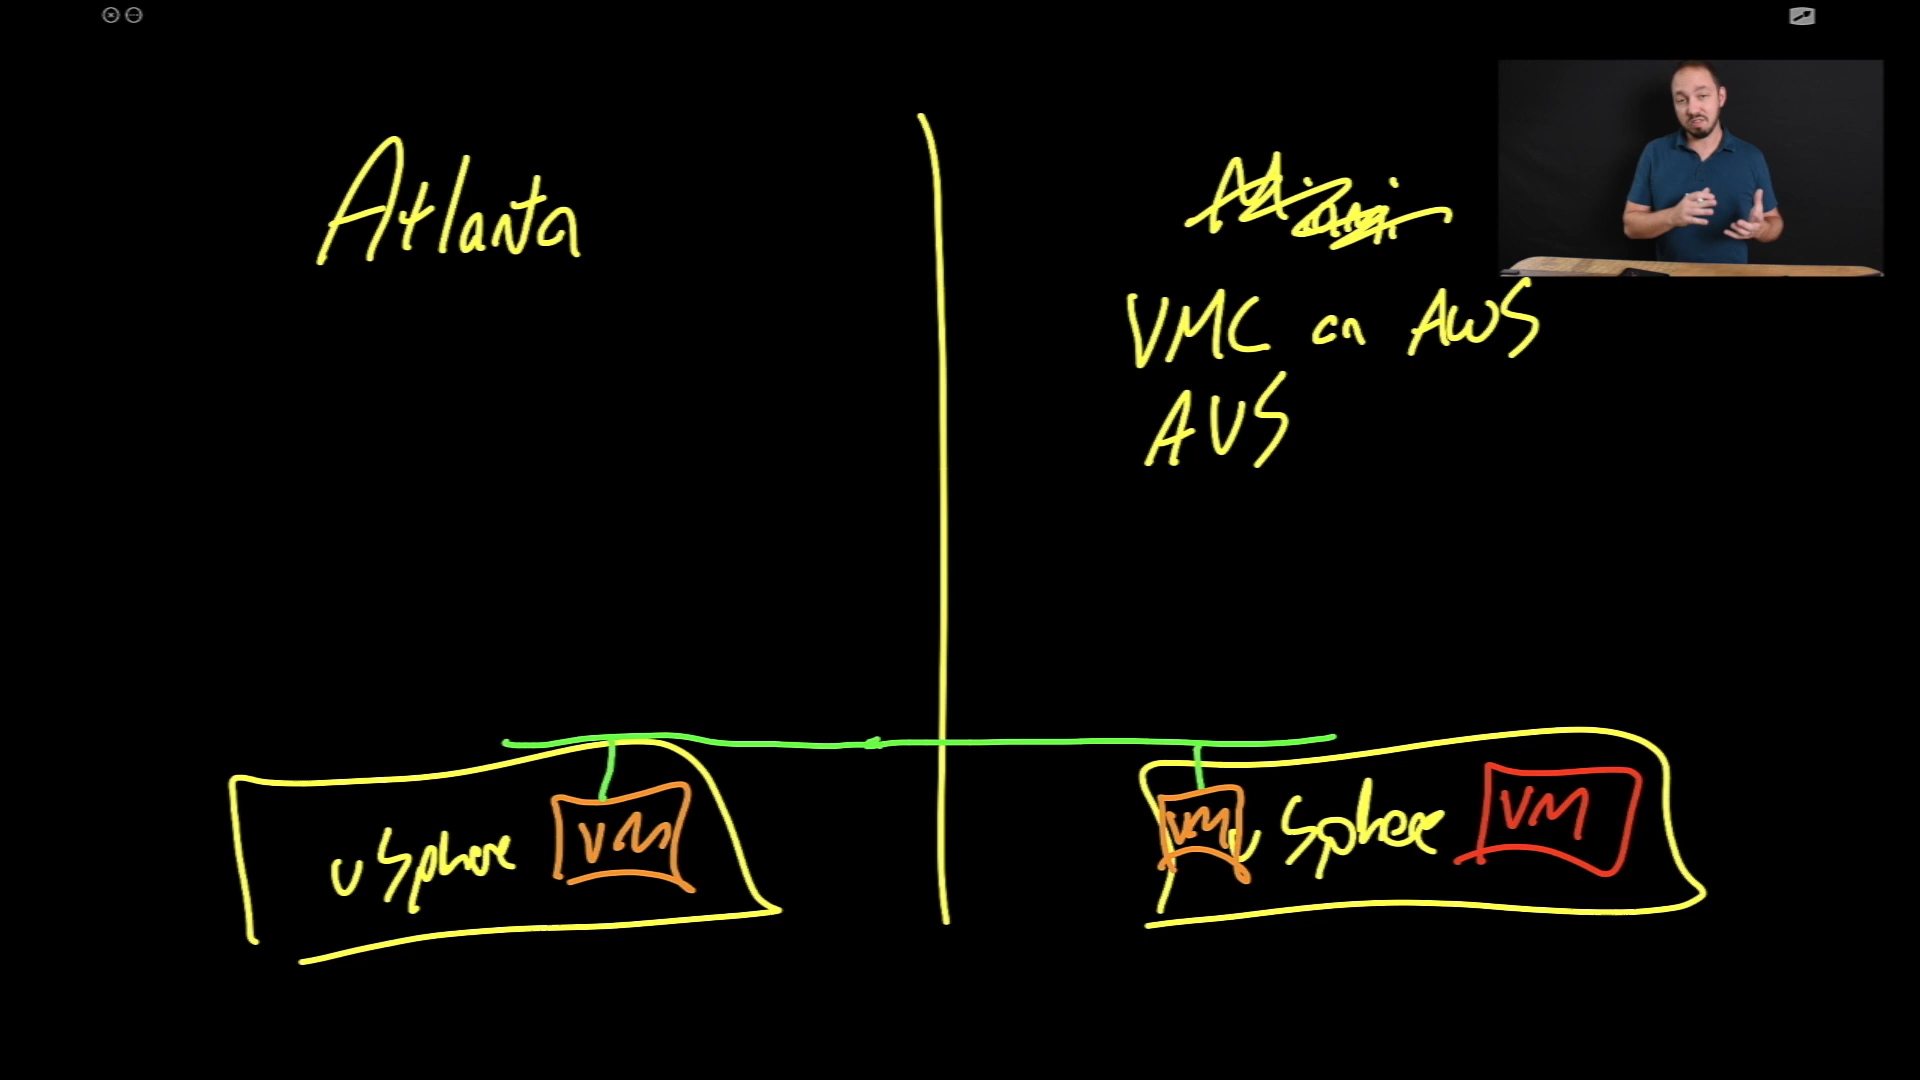 Atlanta
VMC on AWS
AVS
vSphere VM
VM vSphere VM